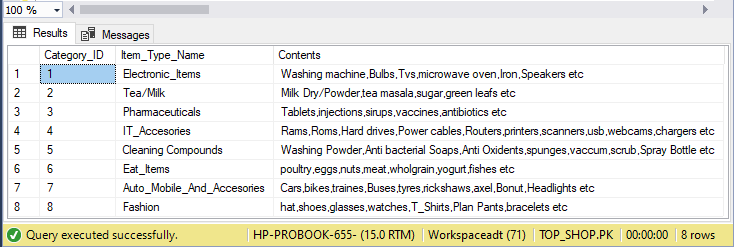 100 %
Results Messages
Category_ID Item_Type_Name Contents
1 1 Electronic_Items Washing machine,Bulbs,Tvs,microwave oven,Iron,Speakers etc
2 2 Tea/Milk Milk Dry/Powder,tea masala,sugar,green leafs etc
3 3 Pharmaceuticals Tablets,injections,sirups,vaccines,antibiotics etc
4 4 IT_Accesories Rams,Roms,Hard drives,Power cables,Routers,printers,scanners,usb,webcams,chargers etc
5 5 Cleaning Compounds Washing Powder,Anti bacterial Soaps,Anti Oxidents,spunges,vaccum,scrub,Spray Bottle etc
6 6 Eat_Items poultry,eggs,nuts,meat,wholgrain,yogurt,fishes etc
7 7 Auto_Mobile_And_Accesories Cars,bikes,traines,Buses,tyres,rickshaws,axel,Bonut,Headlights etc
8 8 Fashion hat,shoes,glasses,watches,T_Shirts,Plan Pants,bracelets etc
Query executed successfully. HP-PROBOOK-655- (15.0 RTM) Workspaceadt (71) TOP_SHOP.PK 00:00:00 8 rows